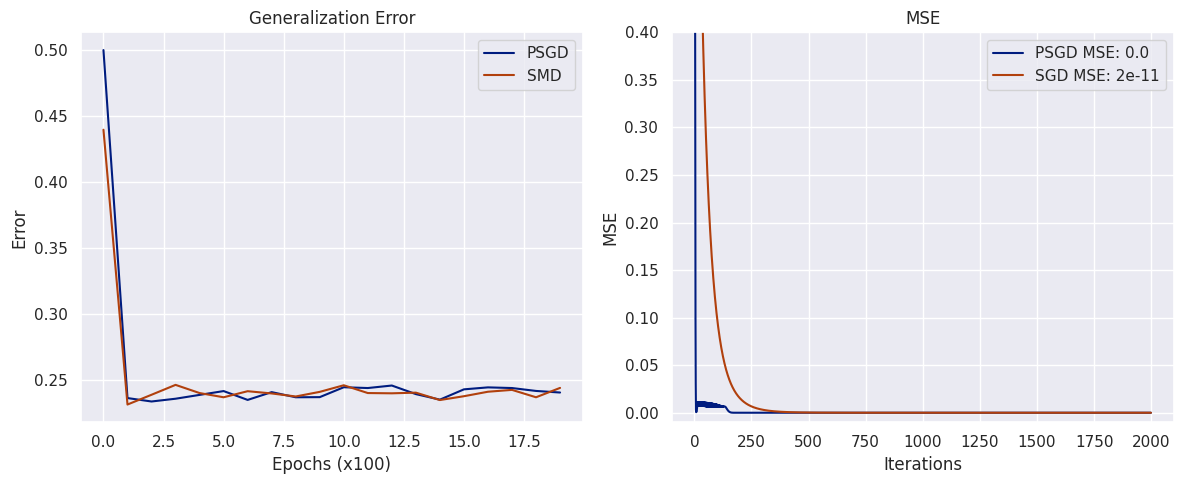 Generalization Error
0.50
0.45
0.40
0.35
0.30
0.25
Error
0.0 2.5 5.0 7.5 10.0 12.5 15.0 17.5
Epochs (x100)
PSGD
SMD
MSE
0.40
0.35
0.30
0.25
0.20
0.15
0.10
0.05
0.00
MSE
0 250 500 750 1000 1250 1500 1750 2000
Iterations
PSGD MSE: 0.0
SGD MSE: 2e-11